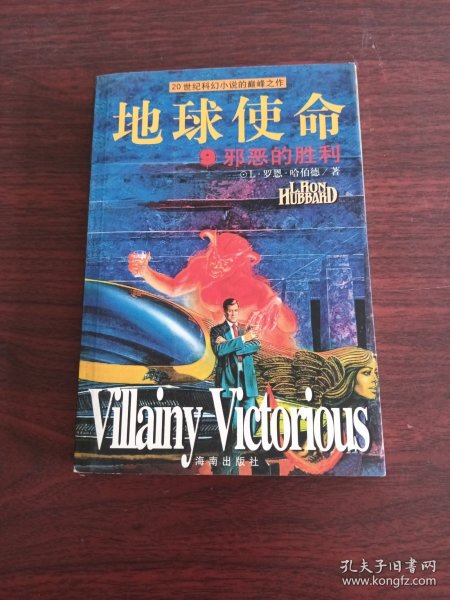 20世纪科幻小说的巅峰之作
地球使命
9 邪恶的胜利
⊙L·罗恩·哈伯德/著
L. RON
HUBBARD
Villainy Victorious
海南出版社
孔夫子旧书网
www.kongfz.com